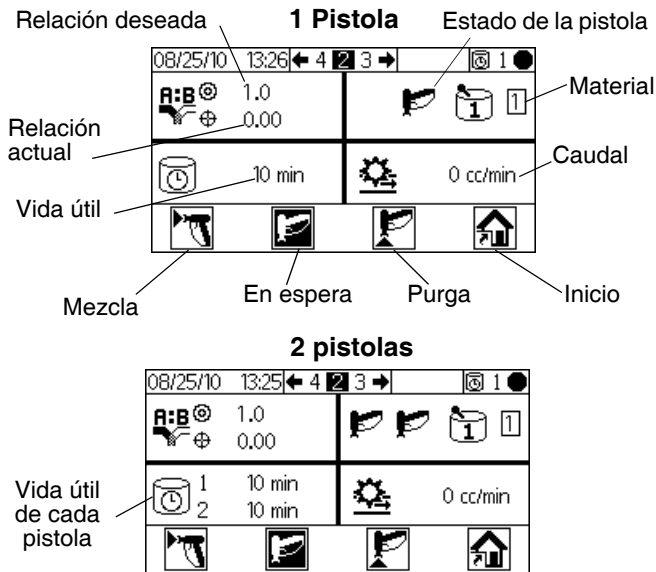 1 Pistola
Relación deseada
Estado de la pistola
08/25/10 13:26 4 2 3 1
A:B 1.0
0.00
1 1
Material
Relación
actual
10 min
0 cc/min
Caudal
Vida útil
Mezcla
En espera
Purga
Inicio
2 pistolas
08/25/10 13:25 4 2 3 1
A:B 1.0
0.00
1 1
Vida útil
de cada
pistola
1 10 min
2 10 min
0 cc/min